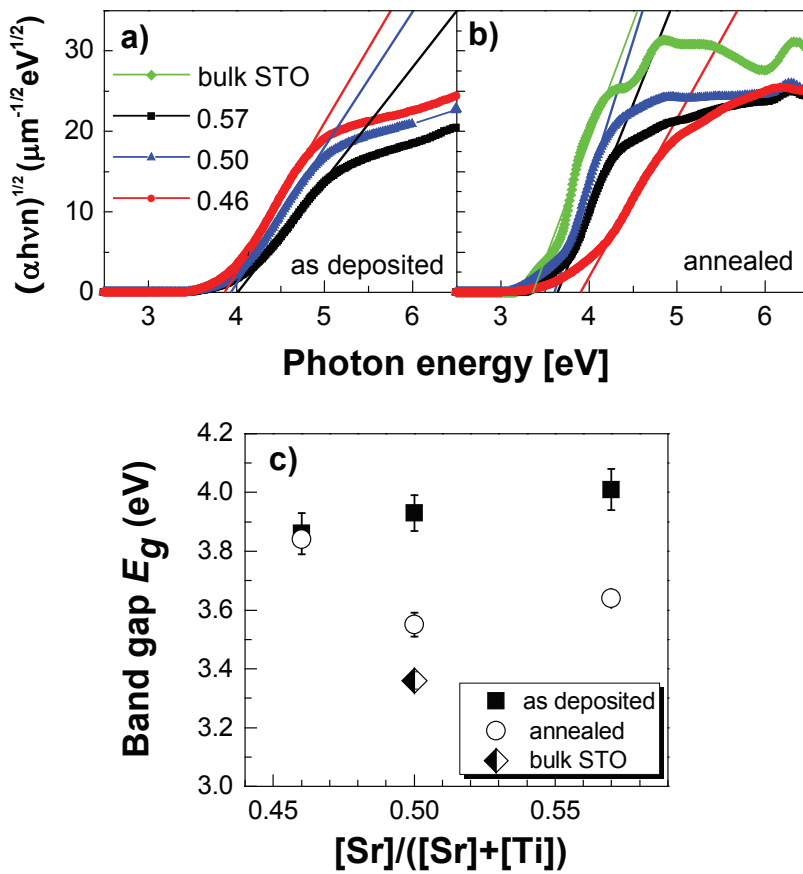 a)
b)
bulk STO
0.57
0.50
0.46
as deposited
annealed
(αhνn)^1/2 (μm^-1/2 eV^1/2)
30
20
10
0
3 4 5 6 3 4 5 6
Photon energy [eV]
c)
Band gap E_g (eV)
4.2
4.0
3.8
3.6
3.4
3.2
3.0
as deposited
annealed
bulk STO
0.45 0.50 0.55
[Sr]/([Sr]+[Ti])